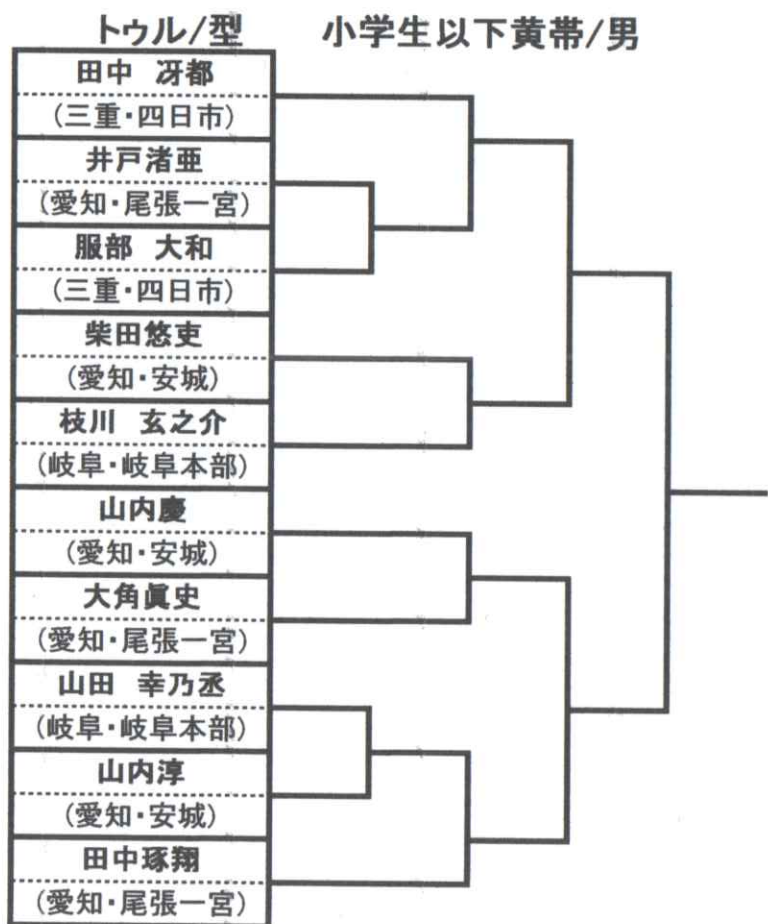 トゥル/型 小学生以下黄帯/男
田中 冴都
(三重・四日市)
井戸渚亜
(愛知・尾張一宮)
服部 大和
(三重・四日市)
柴田悠吏
(愛知・安城)
枝川 玄之介
(岐阜・岐阜本部)
山内慶
(愛知・安城)
大角眞史
(愛知・尾張一宮)
山田 幸乃丞
(岐阜・岐阜本部)
山内淳
(愛知・安城)
田中琢翔
(愛知・尾張一宮)